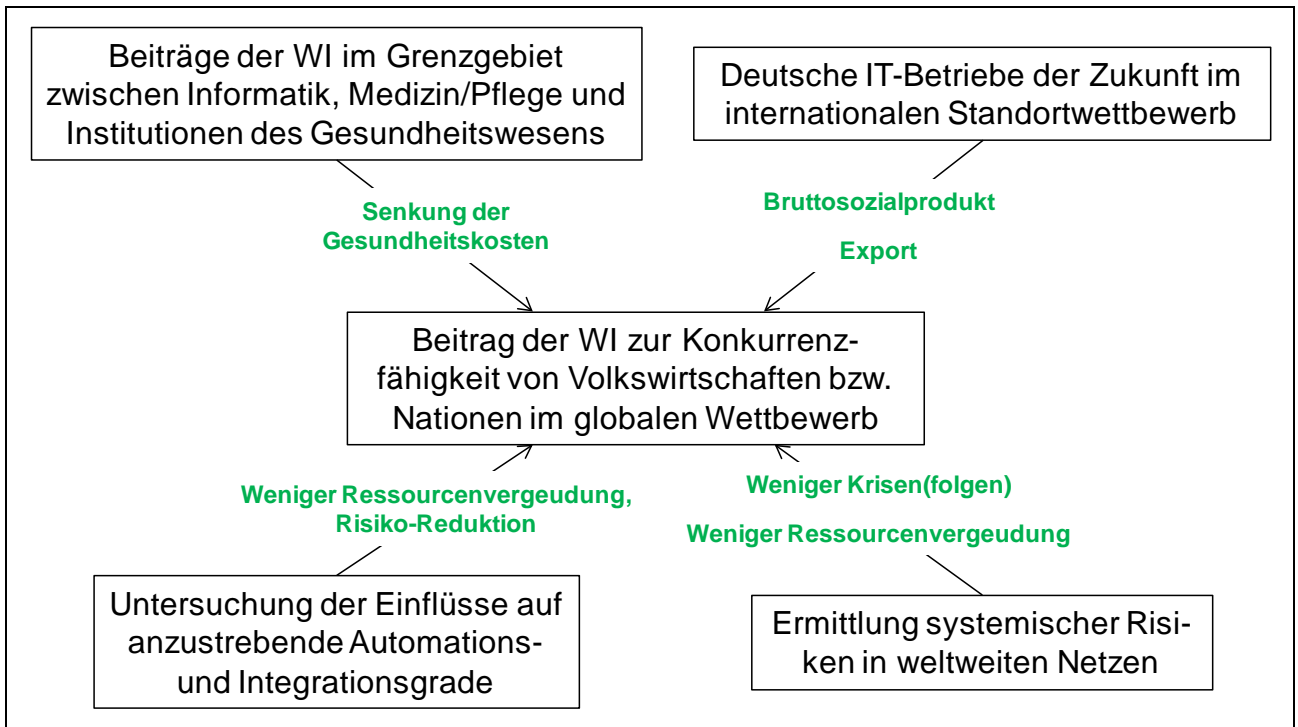 Beiträge der WI im Grenzgebiet
zwischen Informatik, Medizin/Pflege und
Institutionen des Gesundheitswesens
Deutsche IT-Betriebe der Zukunft im
internationalen Standortwettbewerb
Senkung der
Gesundheitskosten
Bruttosozialprodukt
Export
Beitrag der WI zur Konkurrenz-
fähigkeit von Volkswirtschaften bzw.
Nationen im globalen Wettbewerb
Weniger Ressourcenvergeudung,
Risiko-Reduktion
Weniger Krisen(folgen)
Weniger Ressourcenvergeudung
Untersuchung der Einflüsse auf
anzustrebende Automations-
und Integrationsgrade
Ermittlung systemischer Risi-
ken in weltweiten Netzen